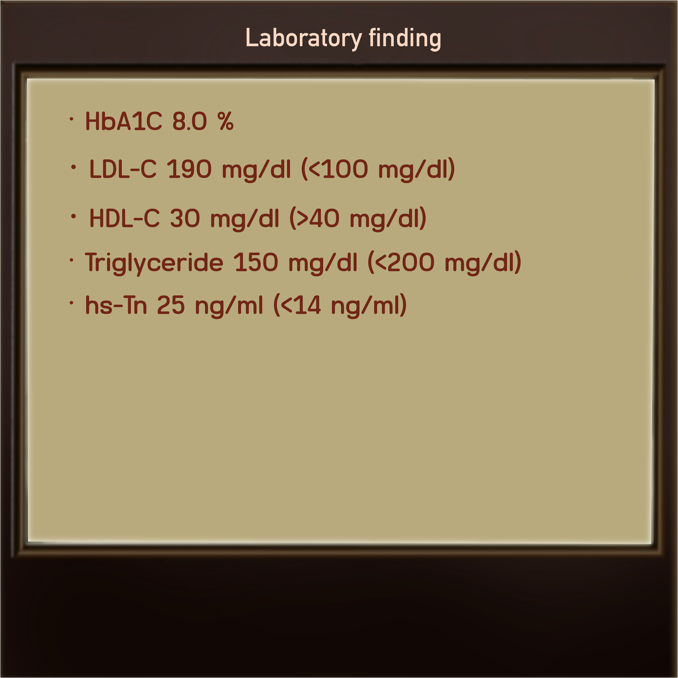 Laboratory finding
· HbA1C 8.0 %
· LDL-C 190 mg/dl (<100 mg/dl)
· HDL-C 30 mg/dl (>40 mg/dl)
· Triglyceride 150 mg/dl (<200 mg/dl)
· hs-Tn 25 ng/ml (<14 ng/ml)